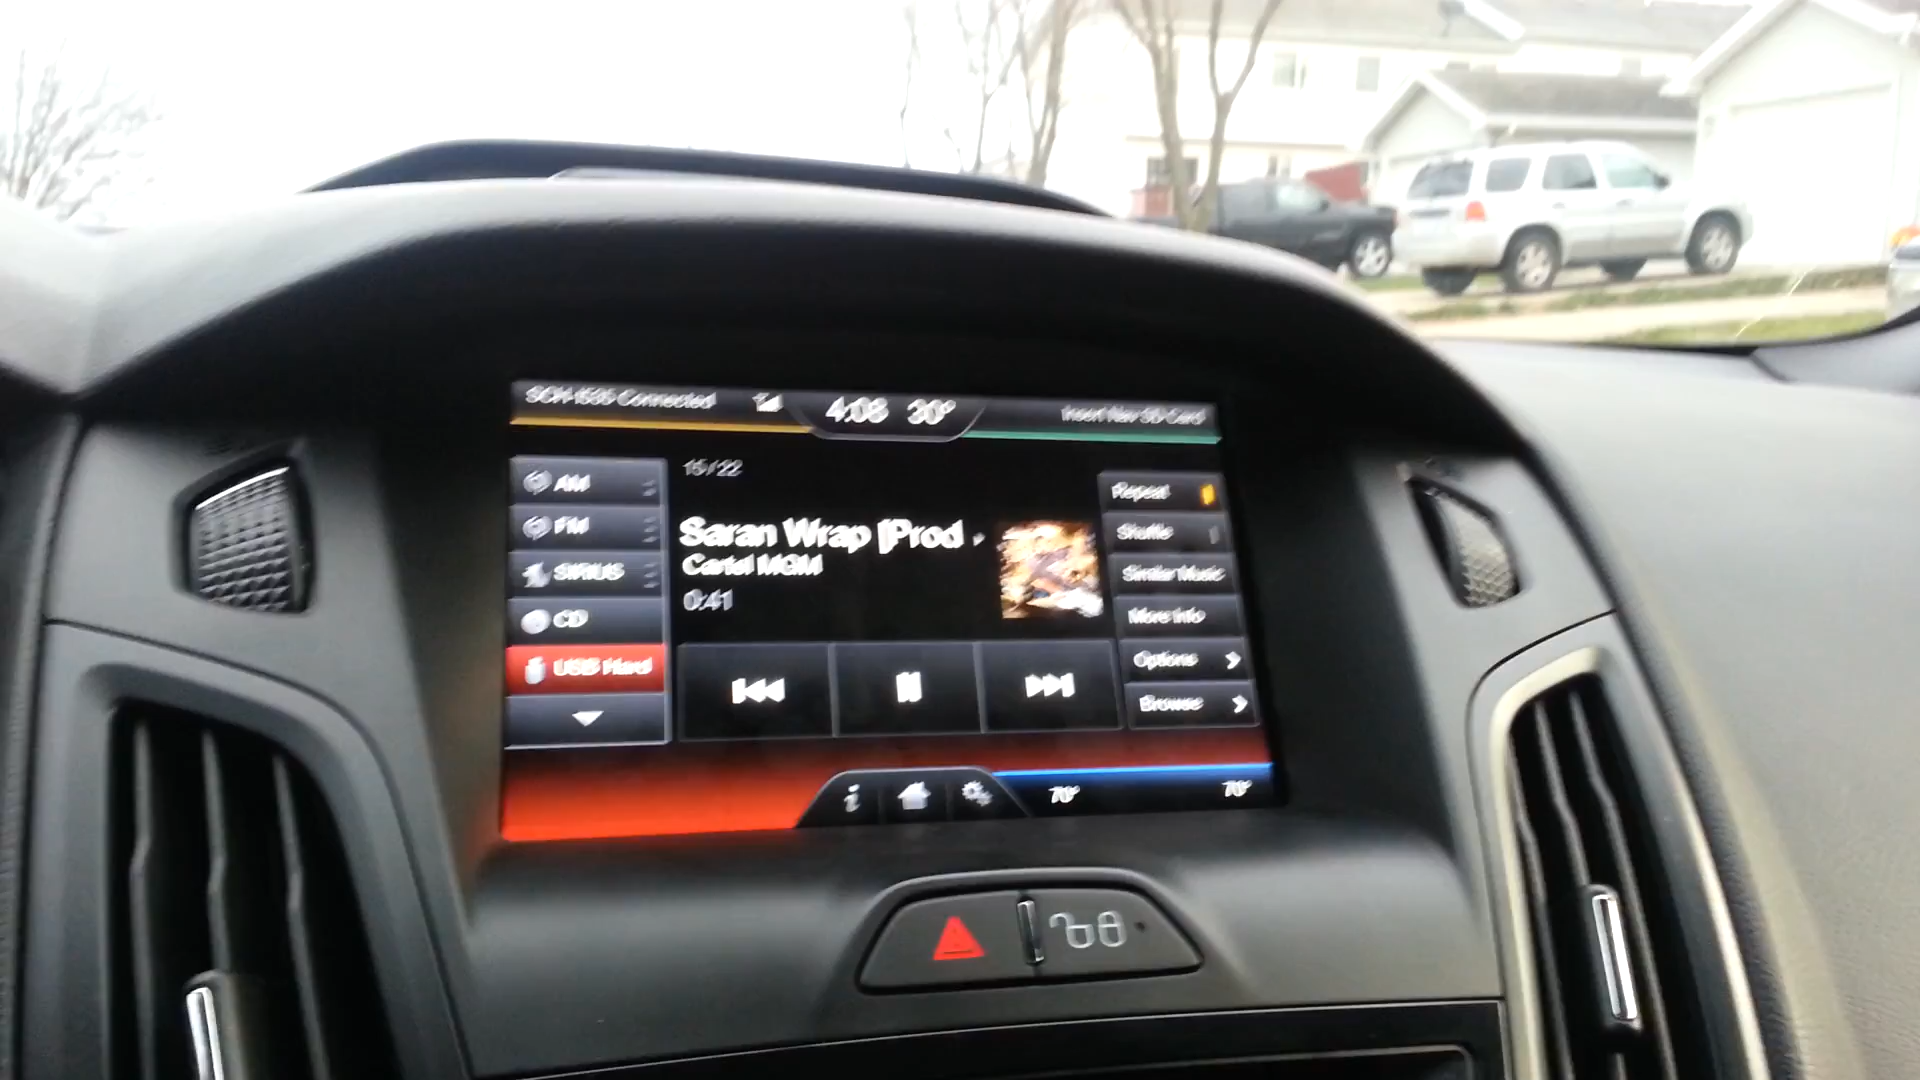 SCH-I535 Connected
4:08 30°
Insert Nav SD Card
AM
FM
SIRIUS
CD
USB Hard
15/22
Saran Wrap [Prod
Cartel MGM
0:41
Repeat
Shuffle
Similar Music
More Info
Options
Browse
i
70°
70°